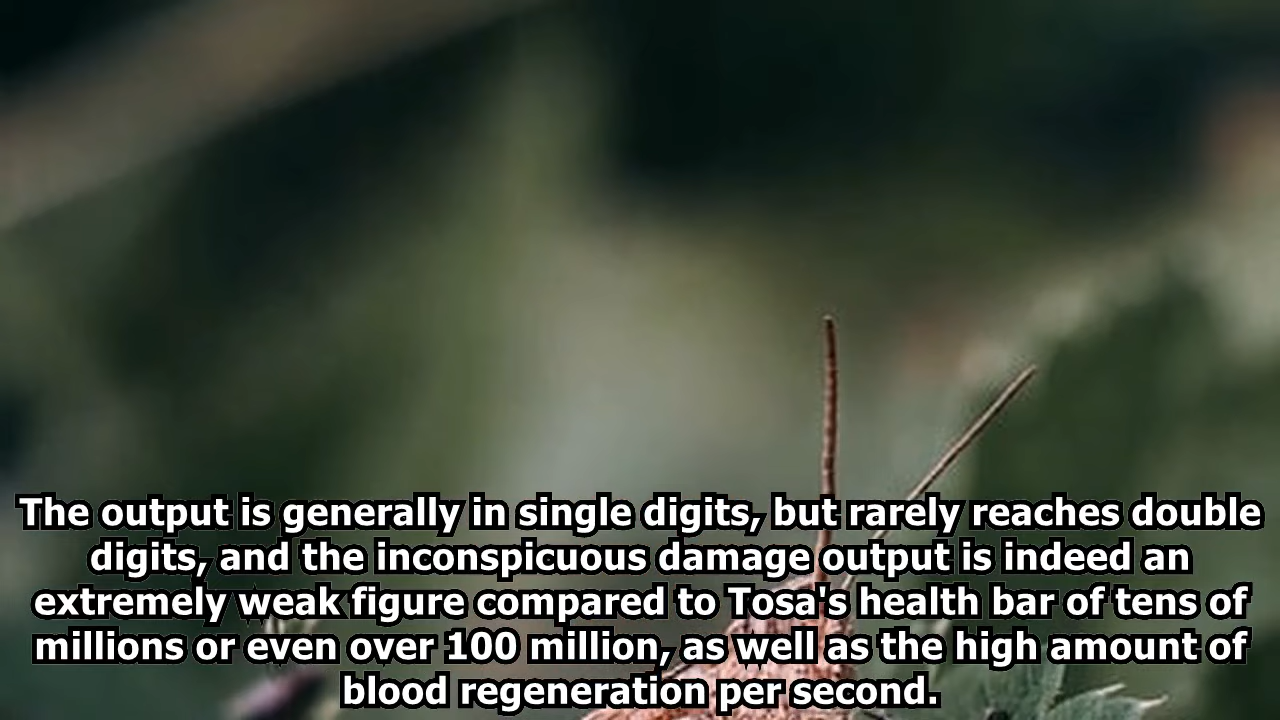 The output is generally in single digits, but rarely reaches double
digits, and the inconspicuous damage output is indeed an
extremely weak figure compared to Tosa's health bar of tens of
millions or even over 100 million, as well as the high amount of
blood regeneration per second.